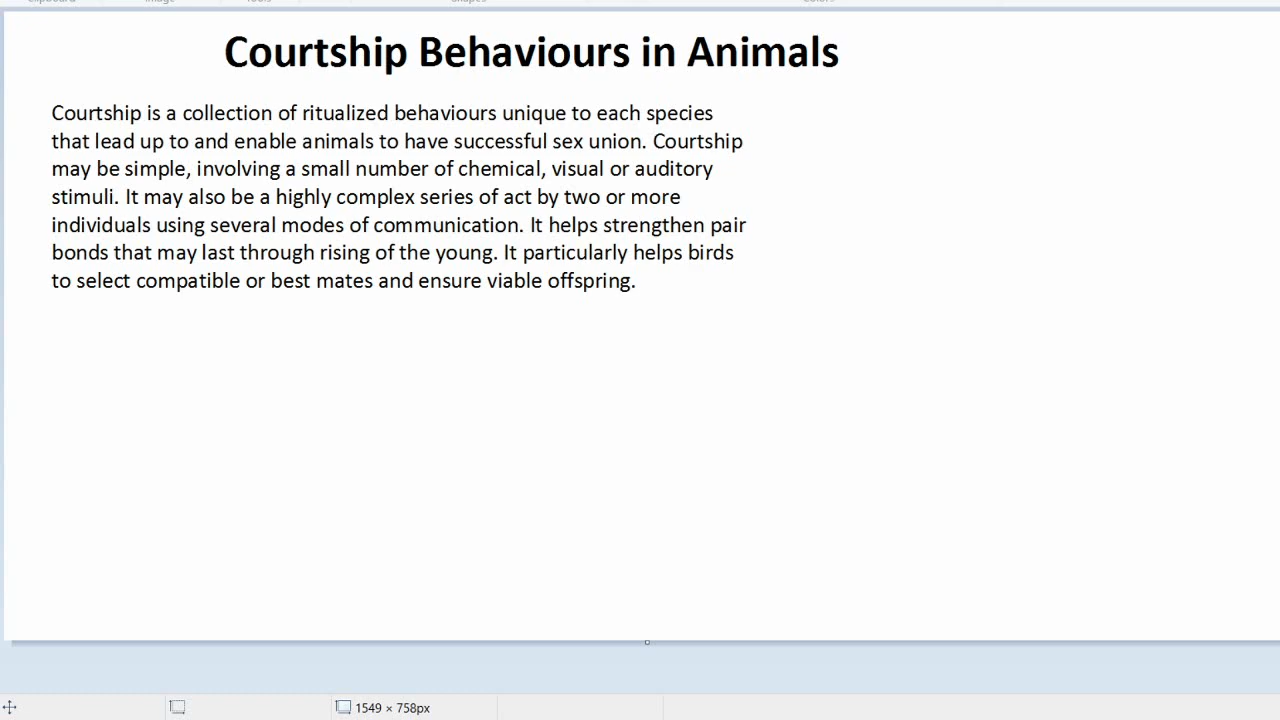 Courtship Behaviours in Animals
Courtship is a collection of ritualized behaviours unique to each species
that lead up to and enable animals to have successful sex union. Courtship
may be simple, involving a small number of chemical, visual or auditory
stimuli. It may also be a highly complex series of act by two or more
individuals using several modes of communication. It helps strengthen pair
bonds that may last through rising of the young. It particularly helps birds
to select compatible or best mates and ensure viable offspring.
1549 × 758px